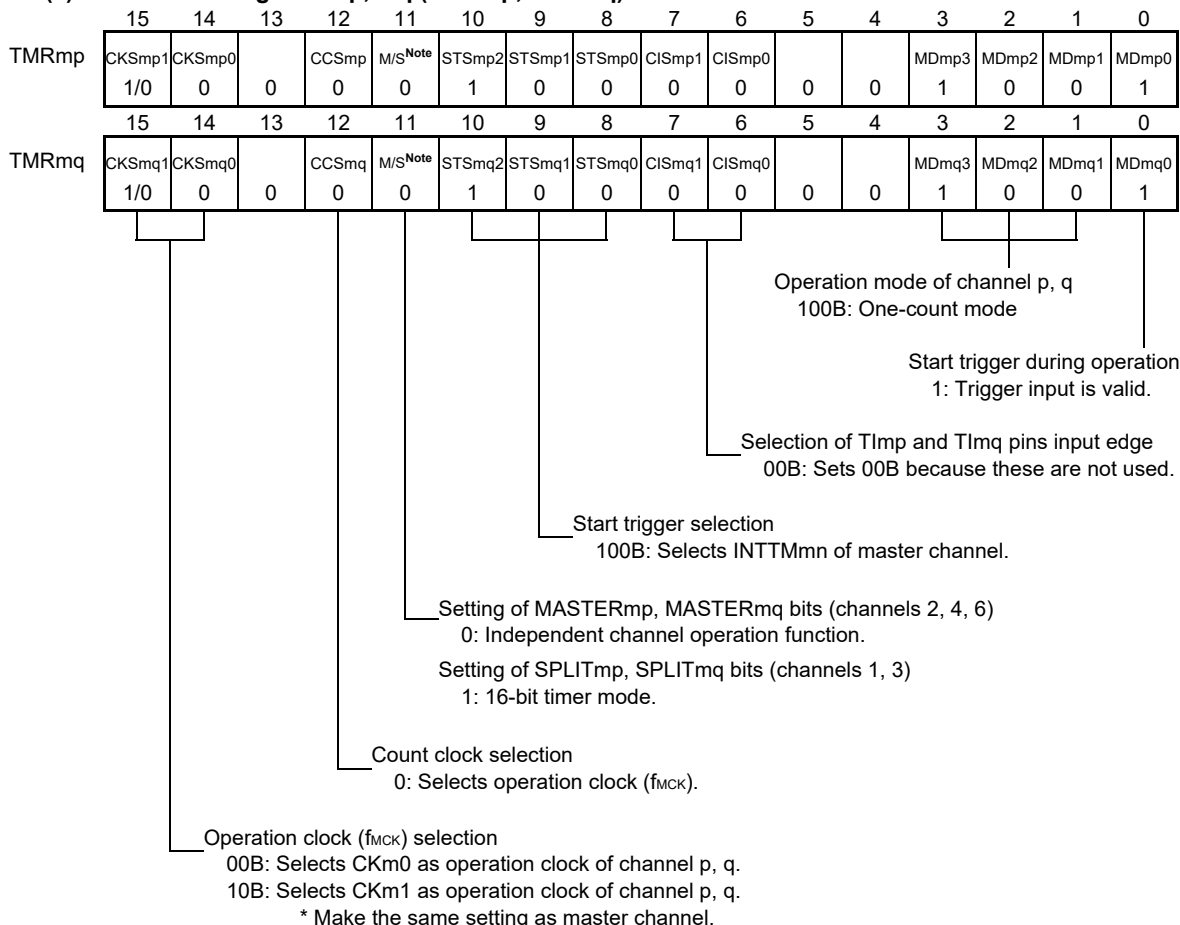 15 14 13 12 11 10 9 8 7 6 5 4 3 2 1 0
TMRmp CKSmp1 CKSmp0 CCSmp M/SNote STSmp2 STSmp1 STSmp0 CISmp1 CISmp0 MDmp3 MDmp2 MDmp1 MDmp0
1/0 0 0 0 0 1 0 0 0 0 0 0 1 0 0 1
15 14 13 12 11 10 9 8 7 6 5 4 3 2 1 0
TMRmq CKSmq1 CKSmq0 CCSmq M/SNote STSmq2 STSmq1 STSmq0 CISmq1 CISmq0 MDmq3 MDmq2 MDmq1 MDmq0
1/0 0 0 0 0 1 0 0 0 0 0 0 1 0 0 1
Operation mode of channel p, q
100B: One-count mode
Start trigger during operation
1: Trigger input is valid.
Selection of TImp and TImq pins input edge
00B: Sets 00B because these are not used.
Start trigger selection
100B: Selects INTTMmn of master channel.
Setting of MASTERmp, MASTERmq bits (channels 2, 4, 6)
0: Independent channel operation function.
Setting of SPLITmp, SPLITmq bits (channels 1, 3)
1: 16-bit timer mode.
Count clock selection
0: Selects operation clock (fMCK).
Operation clock (fMCK) selection
00B: Selects CKm0 as operation clock of channel p, q.
10B: Selects CKm1 as operation clock of channel p, q.
* Make the same setting as master channel.